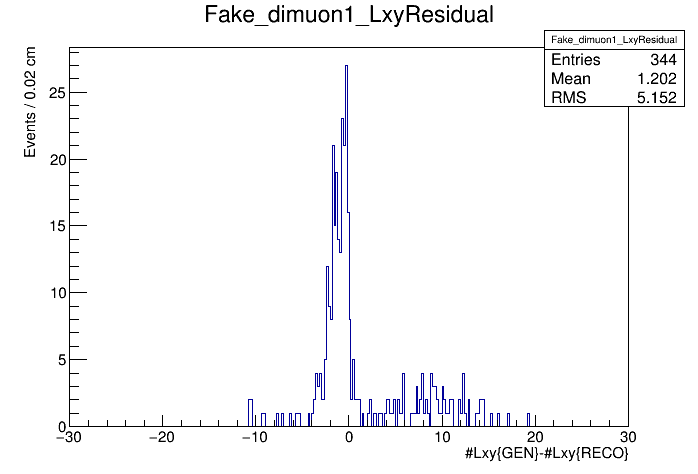 Fake_dimuon1_LxyResidual
Fake_dimuon1_LxyResidual
Entries 344
Mean 1.202
RMS 5.152
Events / 0.02 cm
25
20
15
10
5
0
−30 −20 −10 0 10 20 30
#Lxy{GEN}-#Lxy{RECO}